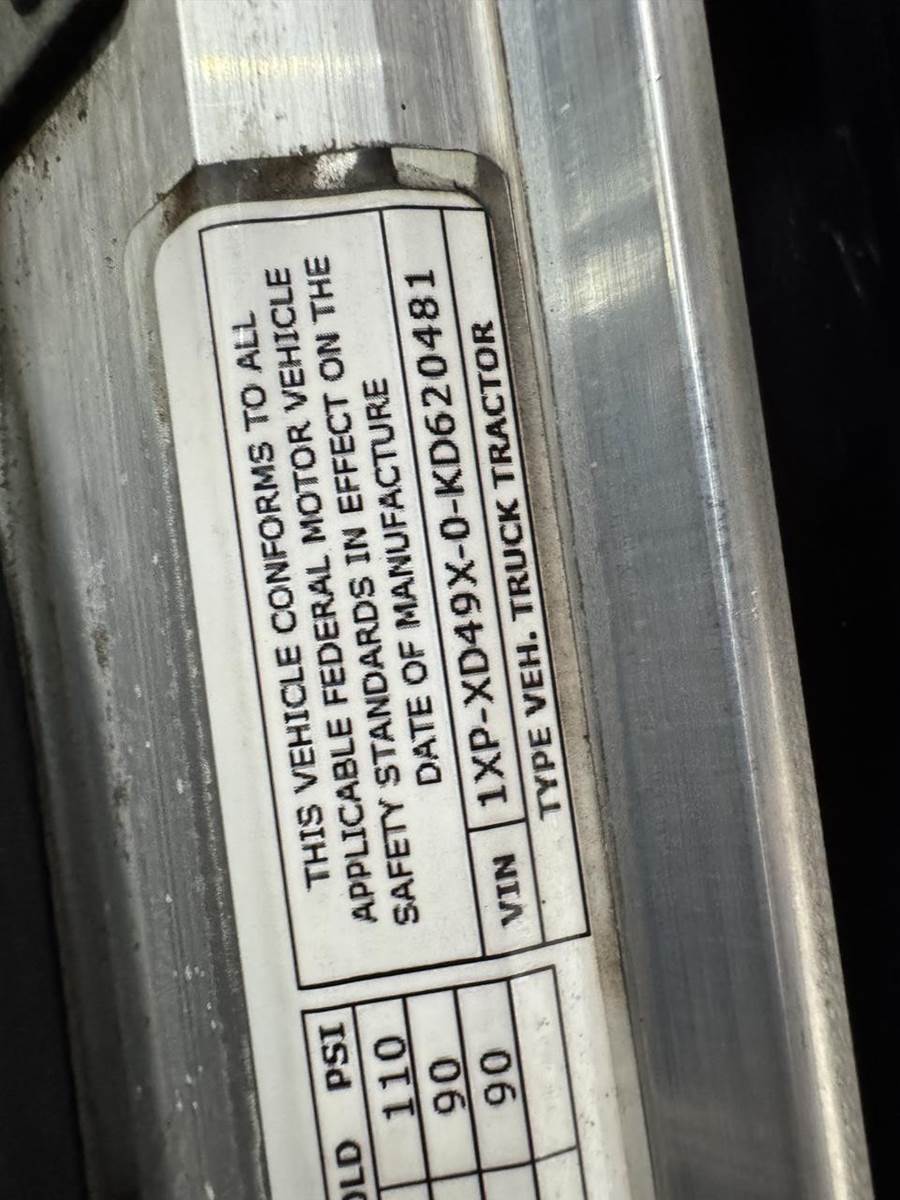 THIS VEHICLE CONFORMS TO ALL
APPLICABLE FEDERAL MOTOR VEHICLE
SAFETY STANDARDS IN EFFECT ON THE
DATE OF MANUFACTURE
VIN 1XP-XD49X-0-KD620481
TYPE VEH. TRUCK TRACTOR
PSI
110
90
90